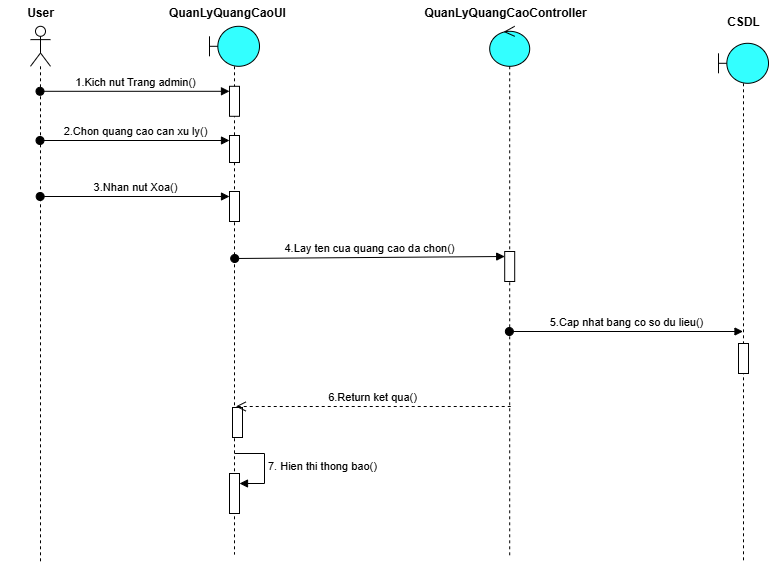 User
QuanLyQuangCaoUI
QuanLyQuangCaoController
CSDL
1.Kich nut Trang admin()
2.Chon quang cao can xu ly()
3.Nhan nut Xoa()
4.Lay ten cua quang cao da chon()
5.Cap nhat bang co so du lieu()
6.Return ket qua()
7. Hien thi thong bao()